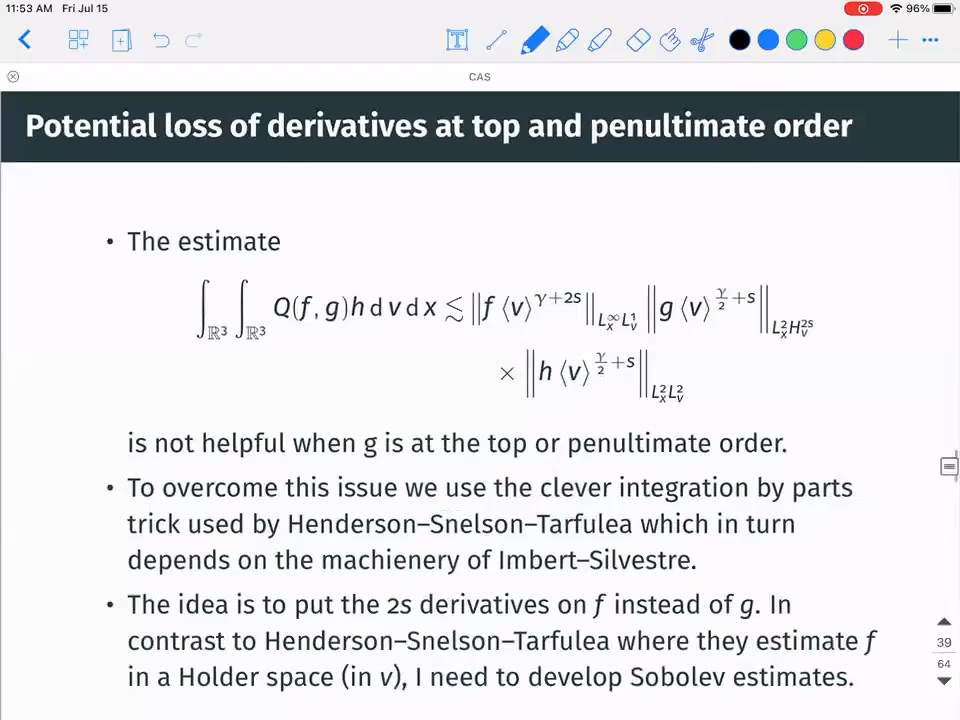 11:53 AM Fri Jul 15
96%
CAS
Potential loss of derivatives at top and penultimate order
• The estimate
∫_{ℝ³} ∫_{ℝ³} Q(f, g)h d v d x ≲ ‖f ⟨v⟩^{γ+2s}‖_{L^∞_x L^1_v} ‖g ⟨v⟩^{γ/2+s}‖_{L^2_x H^{2s}_v}
× ‖h ⟨v⟩^{γ/2+s}‖_{L^2_x L^2_v}
is not helpful when g is at the top or penultimate order.
• To overcome this issue we use the clever integration by parts
trick used by Henderson–Snelson–Tarfulea which in turn
depends on the machienery of Imbert–Silvestre.
• The idea is to put the 2s derivatives on f instead of g. In
contrast to Henderson–Snelson–Tarfulea where they estimate f
in a Holder space (in v), I need to develop Sobolev estimates.
39
64